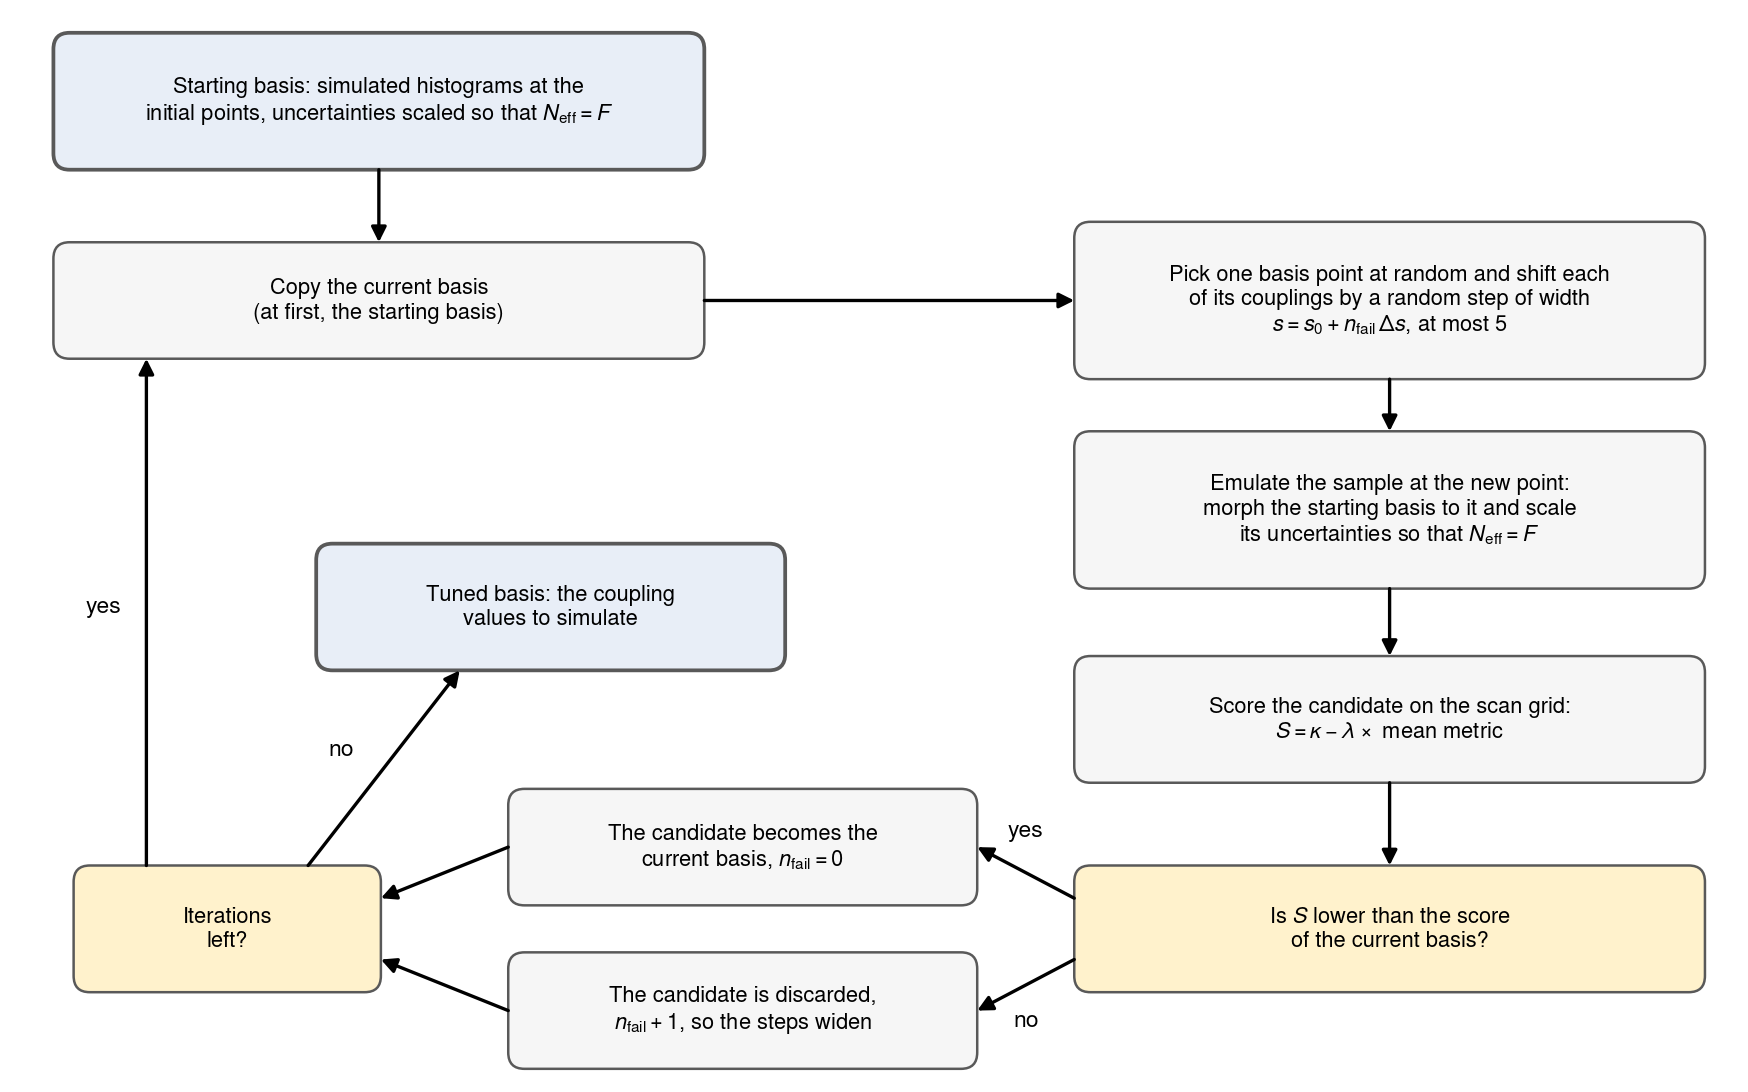 Starting basis: simulated histograms at the
initial points, uncertainties scaled so that N_eff = F
Copy the current basis
(at first, the starting basis)
Pick one basis point at random and shift each
of its couplings by a random step of width
s = s_0 + n_fail Δs, at most 5
Emulate the sample at the new point:
morph the starting basis to it and scale
its uncertainties so that N_eff = F
Score the candidate on the scan grid:
S = κ − λ × mean metric
Is S lower than the score
of the current basis?
yes
The candidate becomes the
current basis, n_fail = 0
no
The candidate is discarded,
n_fail + 1, so the steps widen
Iterations
left?
yes
no
Tuned basis: the coupling
values to simulate